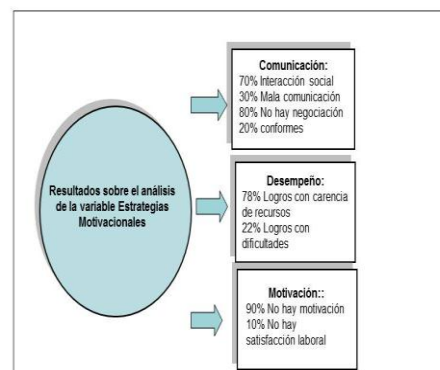 Comunicación:
70% Interacción social
30% Mala comunicación
80% No hay negociación
20% conformes
Resultados sobre el análisis
de la variable Estrategias
Motivacionales
Desempeño:
78% Logros con carencia
de recursos
22% Logros con
dificultades
Motivación::
90% No hay motivación
10% No hay
satisfacción laboral